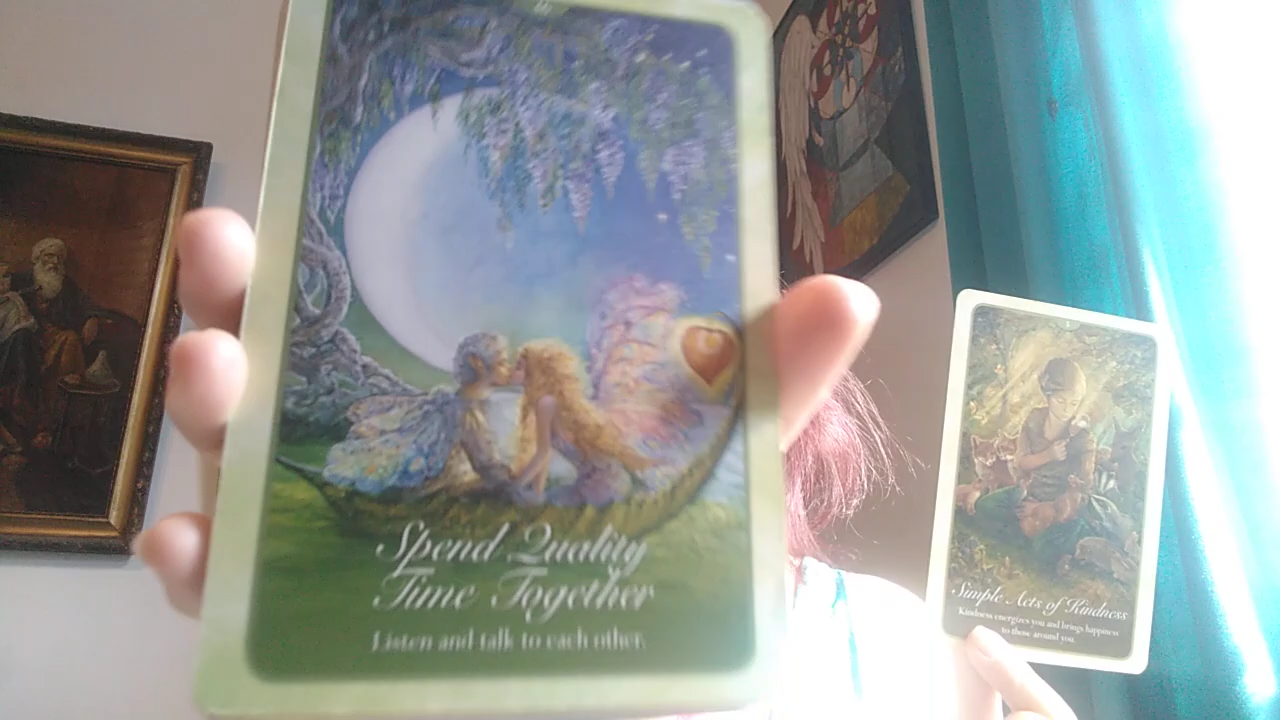 Spend Quality
Time Together
Listen and talk to each other.
Simple Acts of Kindness
Kindness energizes you and brings happiness
to those around you.